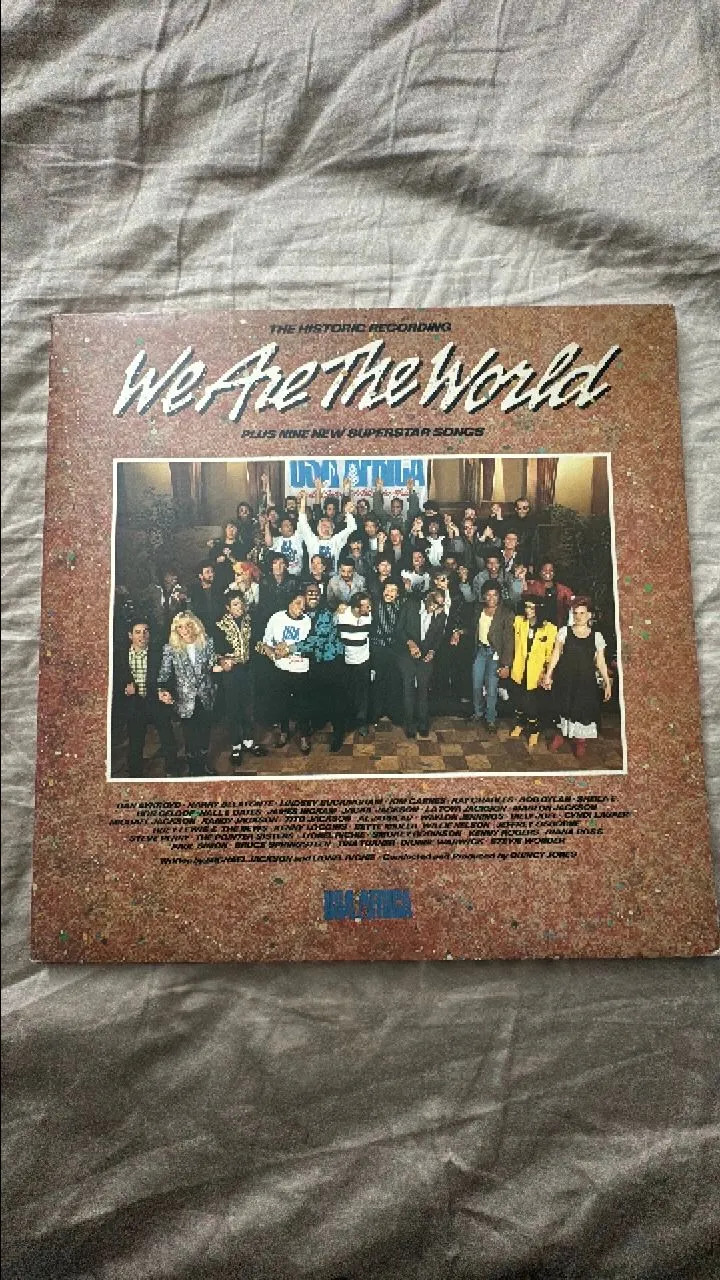 THE HISTORIC RECORDING
We Are The World
PLUS NINE NEW SUPERSTAR SONGS
USA AFRICA
DAN AYKROYD · HARRY BELAFONTE · LINDSEY BUCKINGHAM · KIM CARNES · RAY CHARLES · BOB DYLAN · SHEILA E.
BOB GELDOF · HALL & OATES · JAMES INGRAM · JACKIE JACKSON · LATOYA JACKSON · MARLON JACKSON
MICHAEL JACKSON · RANDY JACKSON · TITO JACKSON · AL JARREAU · WAYLON JENNINGS · BILLY JOEL · CYNDI LAUPER
HUEY LEWIS & THE NEWS · KENNY LOGGINS · BETTE MIDLER · WILLIE NELSON · JEFFREY OSBORNE
STEVE PERRY · THE POINTER SISTERS · LIONEL RICHIE · SMOKEY ROBINSON · KENNY ROGERS · DIANA ROSS
PAUL SIMON · BRUCE SPRINGSTEEN · TINA TURNER · DIONNE WARWICK · STEVIE WONDER
Written by MICHAEL JACKSON and LIONEL RICHIE · Conducted and Produced by QUINCY JONES
USA AFRICA